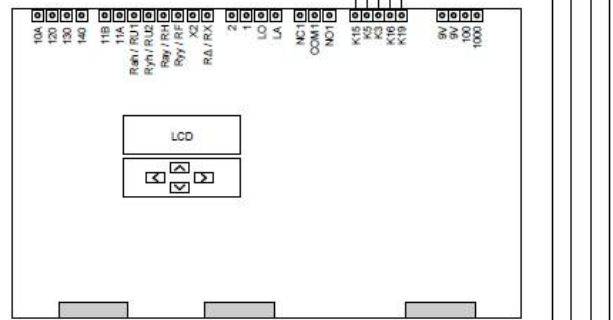 10A
120
130
140
11B
11A
Rah / RU1
Ryh / RU2
Ray / RH
Ryy / RF
X2
RΔ / RX
2
1
LO
LA
NC1
COM1
NO1
K15
K5
K3
K16
K19
9V
9V
100
1000
LCD